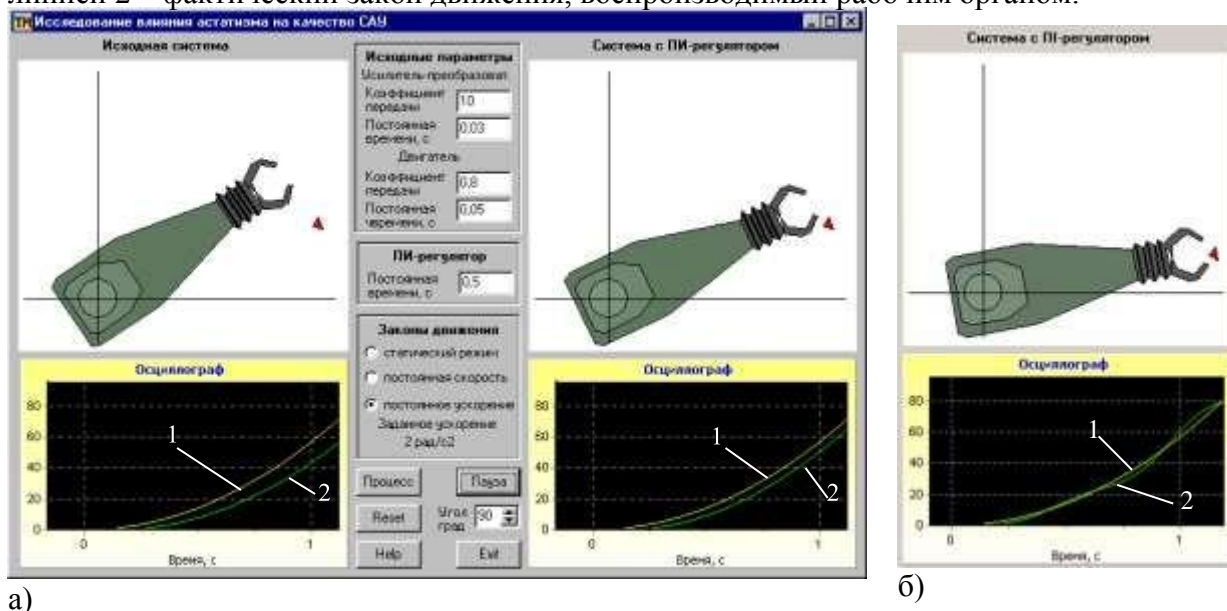 линией 2 – фактический закон движения, воспроизводимый рабочим органом.
Исследование влияния астатизма на качество САУ
Исходная система
Исходные параметры
Усилитель-преобразоват.
Коэффициент
передачи
10
Постоянная
времени, с
0,03
Двигатель
Коэффициент
передачи
0,8
Постоянная
времени, с
0,05
ПИ-регулятор
Постоянная
времени, с
0,5
Законы движения
статический режим
постоянная скорость
постоянное ускорение
Заданное ускорение
2 рад/с2
Процесс
Пауза
Reset
Угол
град
90
Help
Exit
Система с ПИ-регулятором
Осциллограф
80
60
40
20
0
1
2
0
1
Время, с
Осциллограф
80
60
40
20
0
1
2
0
1
Время, с
а)
Система с ПI-регулятором
Осциллограф
80
60
40
20
0
1
2
0
1
Время, с
б)